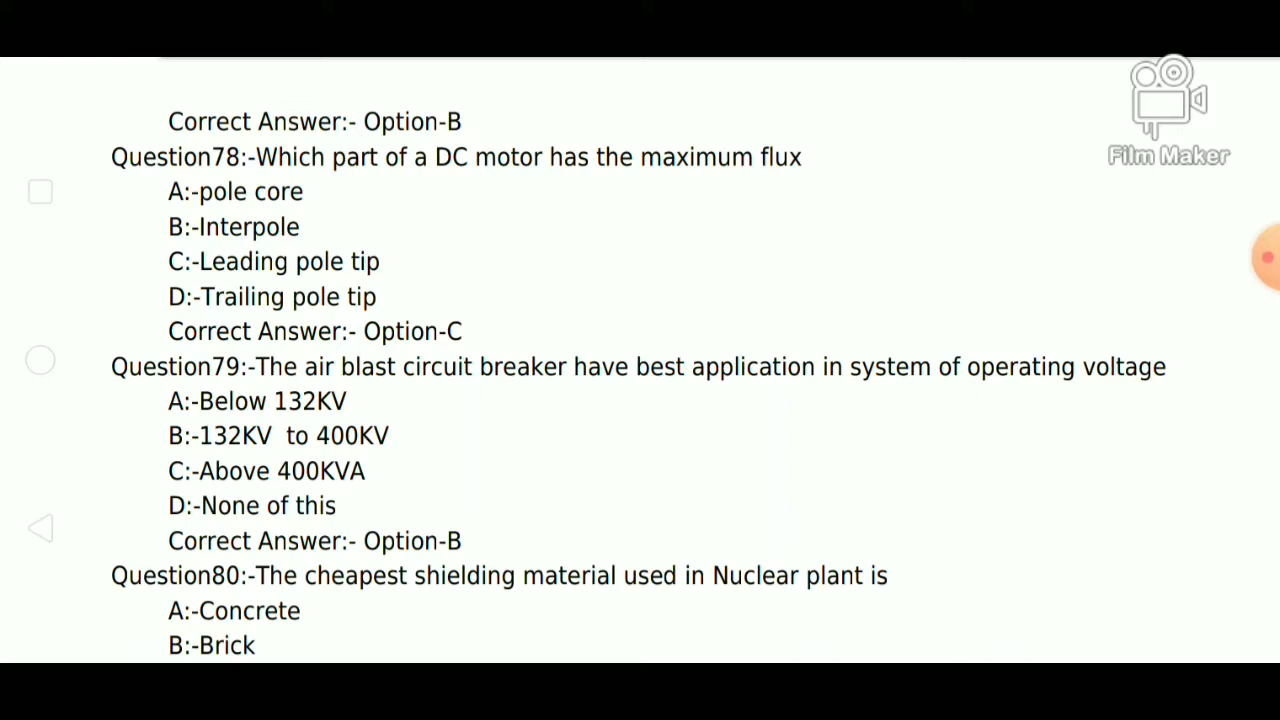 Correct Answer:- Option-B
Question78:-Which part of a DC motor has the maximum flux
A:-pole core
B:-Interpole
C:-Leading pole tip
D:-Trailing pole tip
Correct Answer:- Option-C
Question79:-The air blast circuit breaker have best application in system of operating voltage
A:-Below 132KV
B:-132KV  to 400KV
C:-Above 400KVA
D:-None of this
Correct Answer:- Option-B
Question80:-The cheapest shielding material used in Nuclear plant is
A:-Concrete
B:-Brick
Film Maker